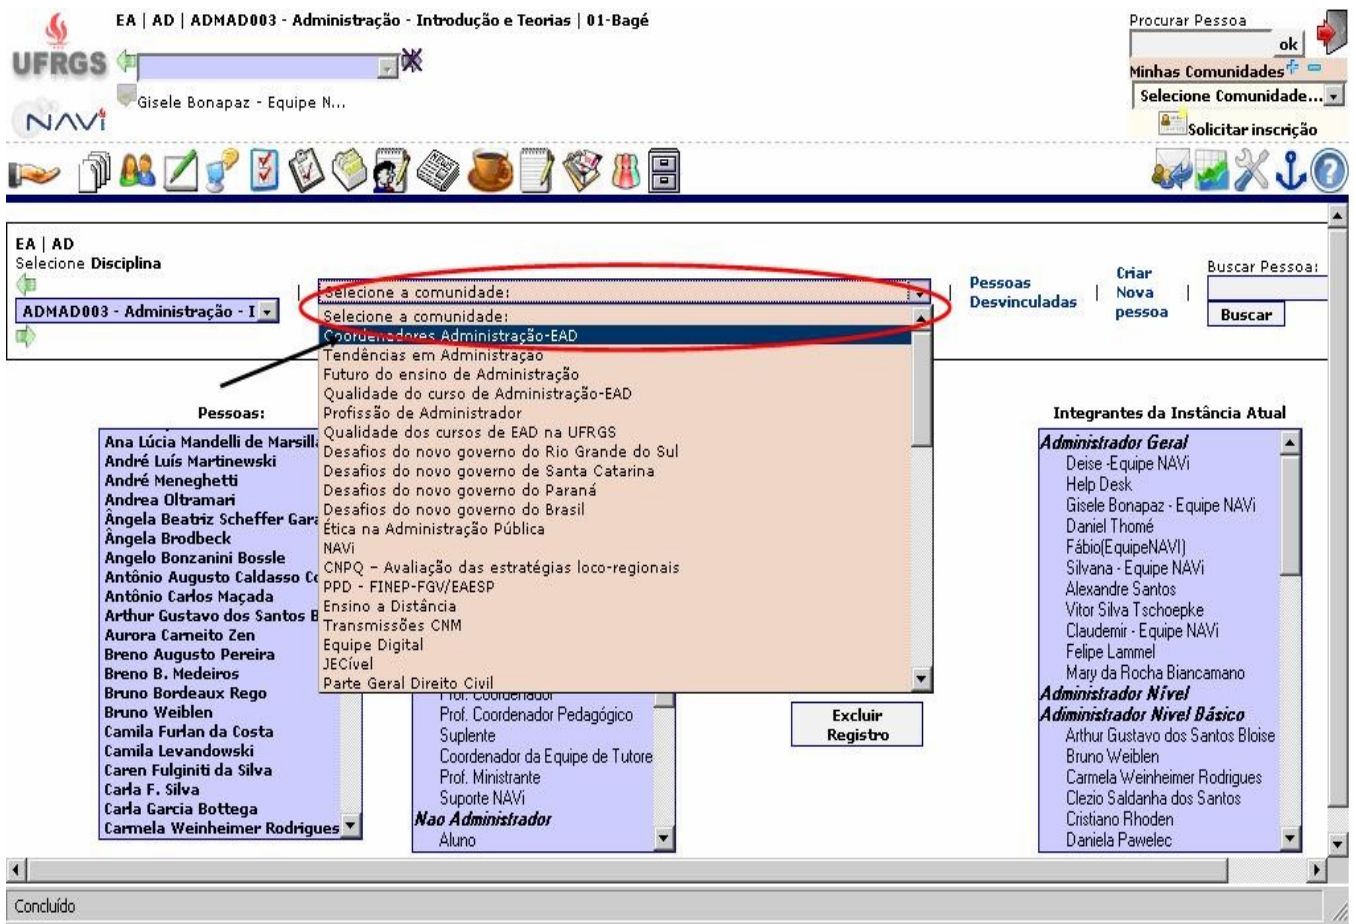 EA | AD | ADMAD003 - Administração - Introdução e Teorias | 01-Bagé
UFRGS
NAVi
Gisele Bonapaz - Equipe N...
Procurar Pessoa
ok
Minhas Comunidades
Selecione Comunidade...
Solicitar inscrição
NEWS
EA | AD
Selecione Disciplina
ADMAD003 - Administração - I
|
Selecione a comunidade:
|
Pessoas
Desvinculadas
|
Criar
Nova
pessoa
|
Buscar Pessoa:
Buscar
Selecione a comunidade:
Coordenadores Administração-EAD
Tendências em Administração
Futuro do ensino de Administração
Qualidade do curso de Administração-EAD
Profissão de Administrador
Qualidade dos cursos de EAD na UFRGS
Desafios do novo governo do Rio Grande do Sul
Desafios do novo governo de Santa Catarina
Desafios do novo governo do Paraná
Desafios do novo governo do Brasil
Ética na Administração Pública
NAVi
CNPQ – Avaliação das estratégias loco-regionais
PPD - FINEP-FGV/EAESP
Ensino a Distância
Transmissões CNM
Equipe Digital
JECível
Parte Geral Direito Civil
Pessoas:
Ana Lúcia Mandelli de Marsill
André Luís Martinewski
André Meneghetti
Andrea Oltramari
Ângela Beatriz Scheffer Gara
Ângela Brodbeck
Angelo Bonzanini Bossle
Antônio Augusto Caldasso C
Antônio Carlos Maçada
Arthur Gustavo dos Santos B
Aurora Carneito Zen
Breno Augusto Pereira
Breno B. Medeiros
Bruno Bordeaux Rego
Bruno Weiblen
Camila Furlan da Costa
Camila Levandowski
Caren Fulginiti da Silva
Carla F. Silva
Carla Garcia Bottega
Carmela Weinheimer Rodrigues
Prof. Coordenador
Prof. Coordenador Pedagógico
Suplente
Coordenador da Equipe de Tutore
Prof. Ministrante
Suporte NAVi
Nao Administrador
Aluno
Excluir
Registro
Integrantes da Instância Atual
Administrador Geral
Deise -Equipe NAVi
Help Desk
Gisele Bonapaz - Equipe NAVi
Daniel Thomé
Fábio(EquipeNAVI)
Silvana - Equipe NAVi
Alexandre Santos
Vitor Silva Tschoepke
Claudemir - Equipe NAVi
Felipe Lammel
Mary da Rocha Biancamano
Administrador Nível
Adiministrador Nivel Básico
Arthur Gustavo dos Santos Bloise
Bruno Weiblen
Carmela Weinheimer Rodrigues
Clezio Saldanha dos Santos
Cristiano Rhoden
Daniela Pawelec
Concluído